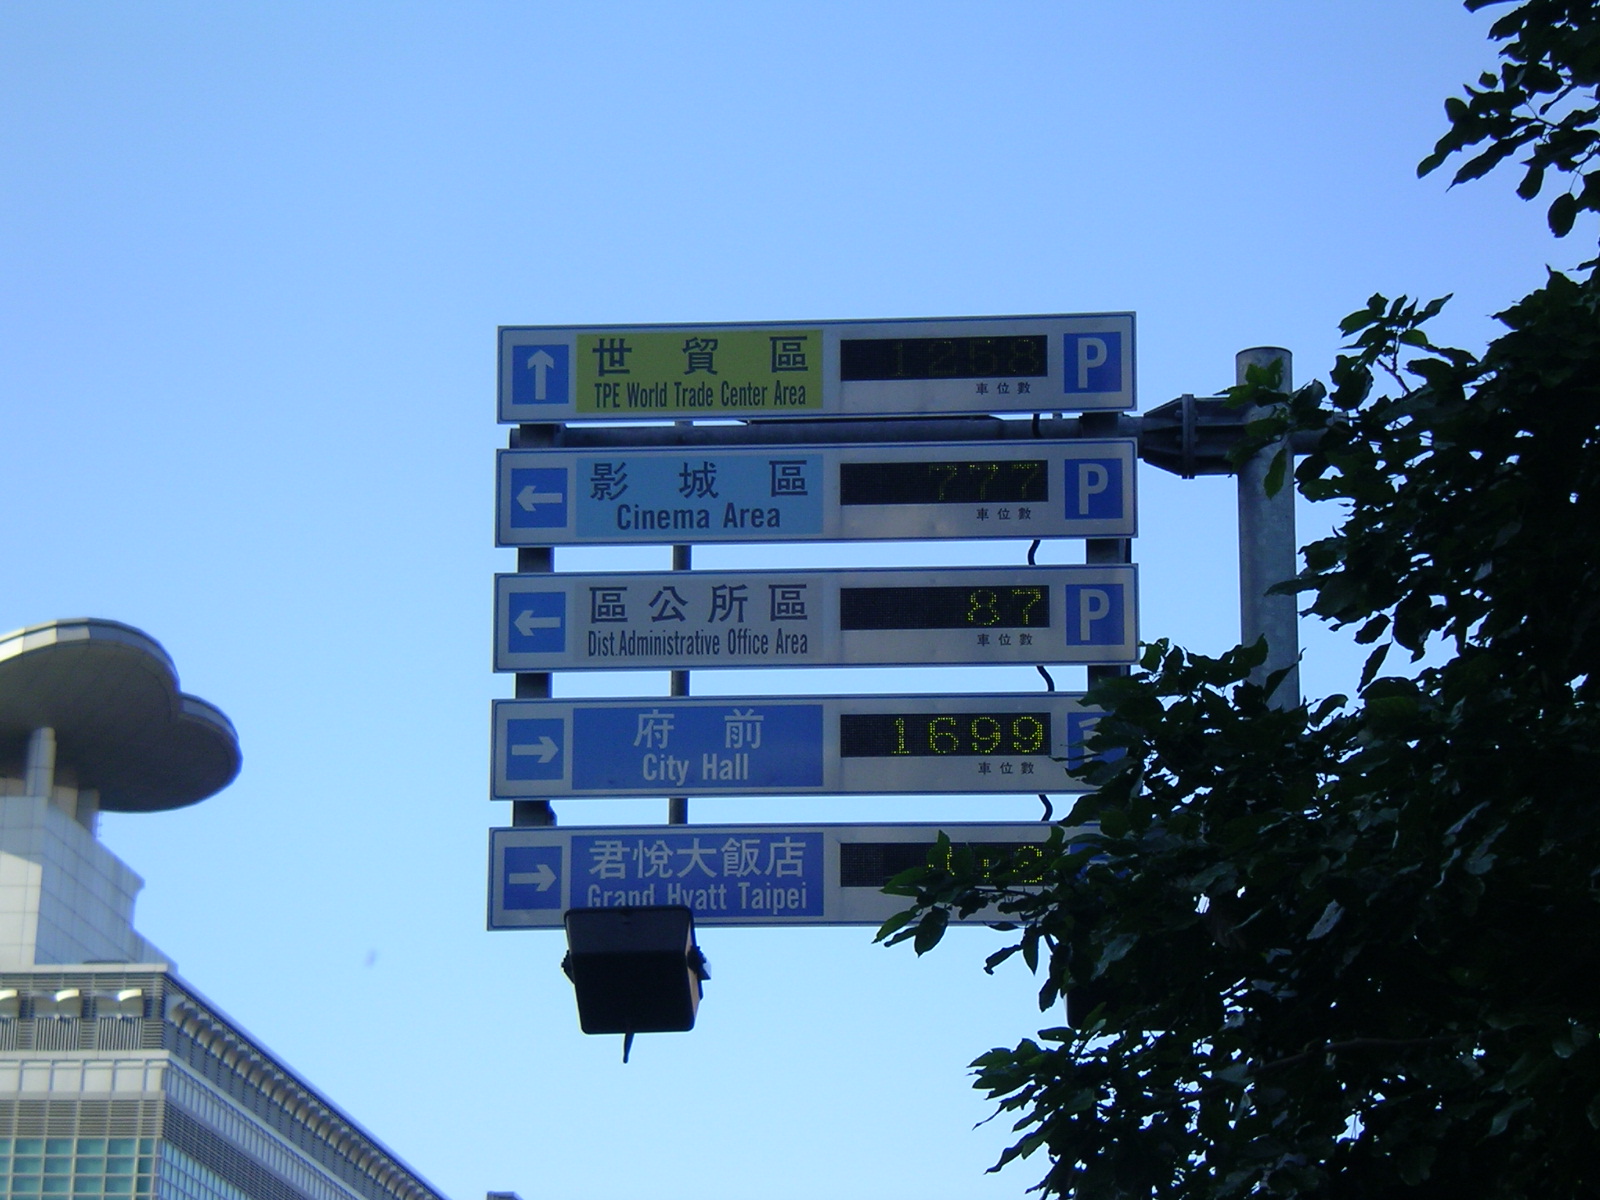 世貿區 1268 P
TPE World Trade Center Area 車位數
影城區 777 P
Cinema Area 車位數
區公所區 87 P
Dist.Administrative Office Area 車位數
府前 1699
City Hall 車位數
君悅大飯店
Grand Hyatt Taipei